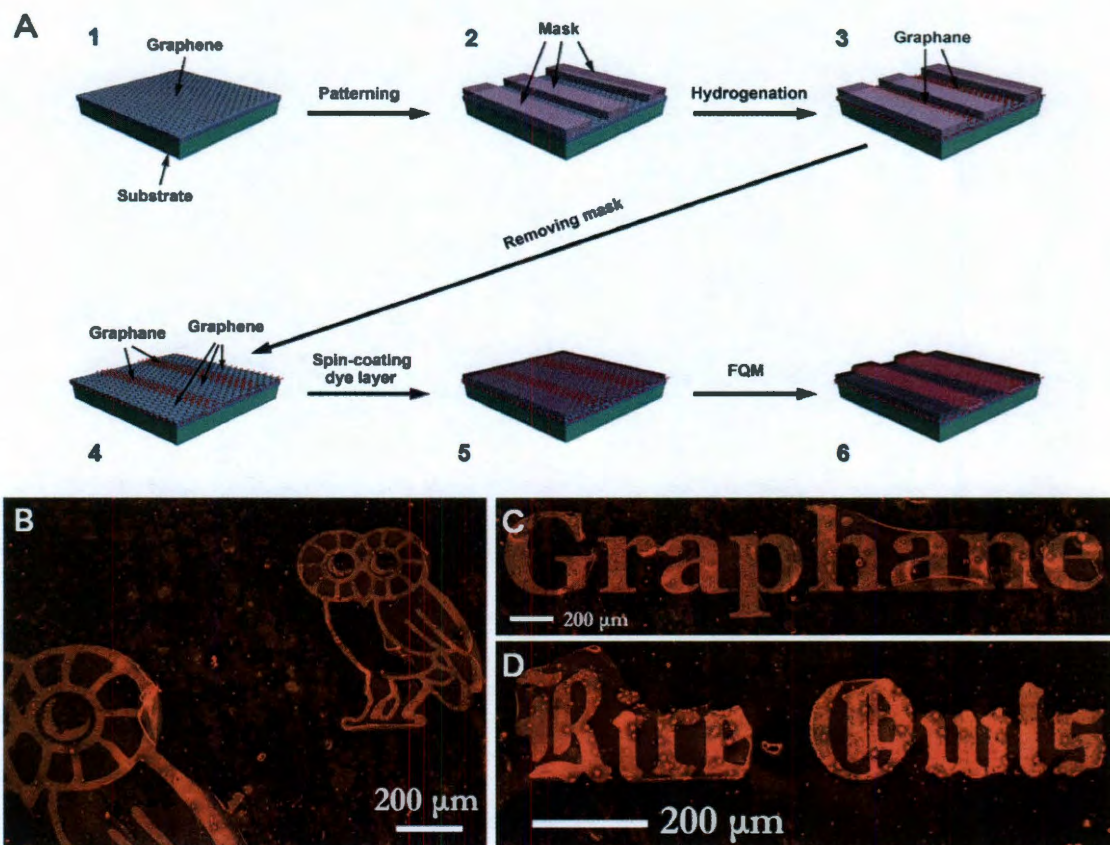 A
1
Graphene
Substrate
Patterning
2
Mask
Hydrogenation
3
Graphane
Removing mask
Graphane
Graphene
4
Spin-coating
dye layer
5
FQM
6
B
200 μm
C
Graphane
200 μm
D
Rice Owls
200 μm